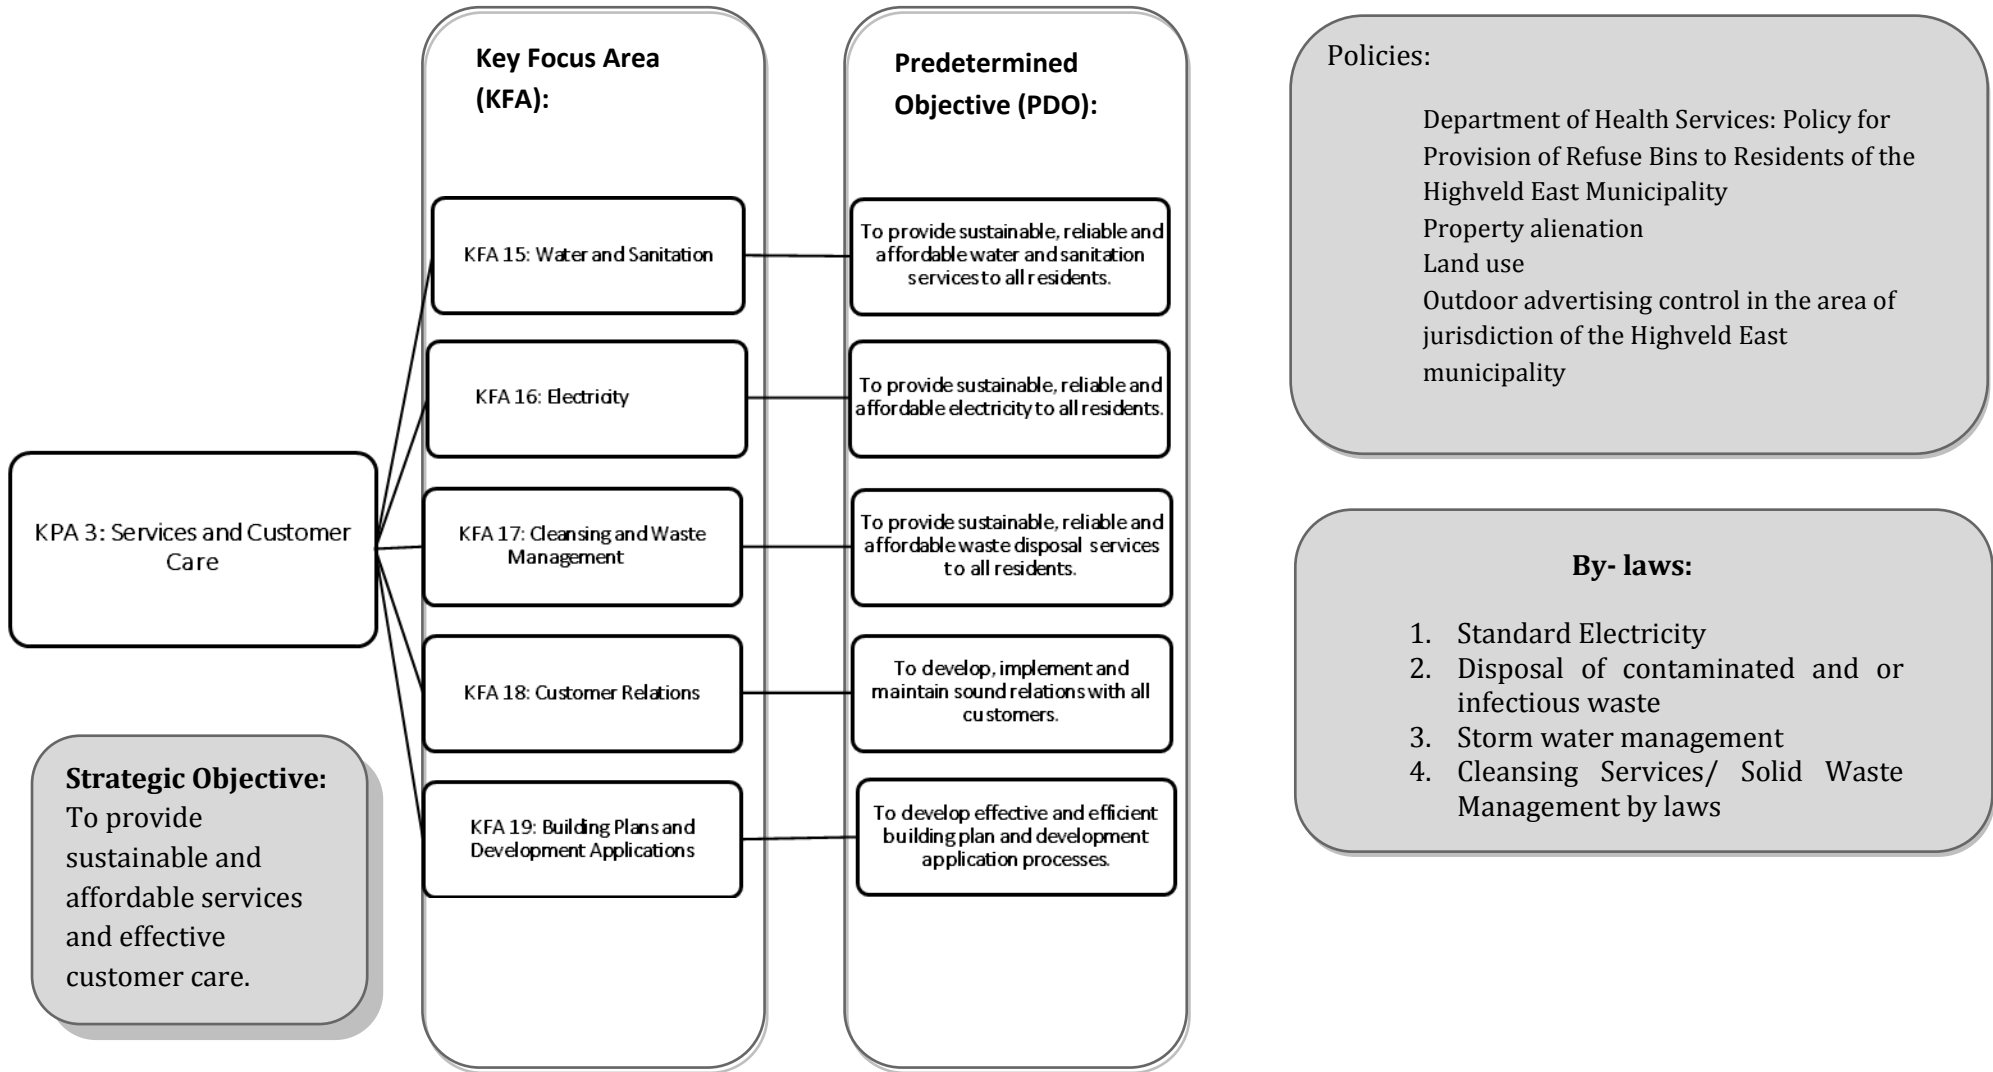 Key Focus Area
(KFA):
Predetermined
Objective (PDO):
KPA 3: Services and Customer
Care
KFA 15: Water and Sanitation
To provide sustainable, reliable and
affordable water and sanitation
services to all residents.
KFA 16: Electricity
To provide sustainable, reliable and
affordable electricity to all residents.
KFA 17: Cleansing and Waste
Management
To provide sustainable, reliable and
affordable waste disposal services
to all residents.
KFA 18: Customer Relations
To develop, implement and
maintain sound relations with all
customers.
KFA 19: Building Plans and
Development Applications
To develop effective and efficient
building plan and development
application processes.
Strategic Objective:
To provide
sustainable and
affordable services
and effective
customer care.
Policies:
Department of Health Services: Policy for
Provision of Refuse Bins to Residents of the
Highveld East Municipality
Property alienation
Land use
Outdoor advertising control in the area of
jurisdiction of the Highveld East
municipality
By- laws:
1. Standard Electricity
2. Disposal of contaminated and or
infectious waste
3. Storm water management
4. Cleansing Services/ Solid Waste
Management by laws